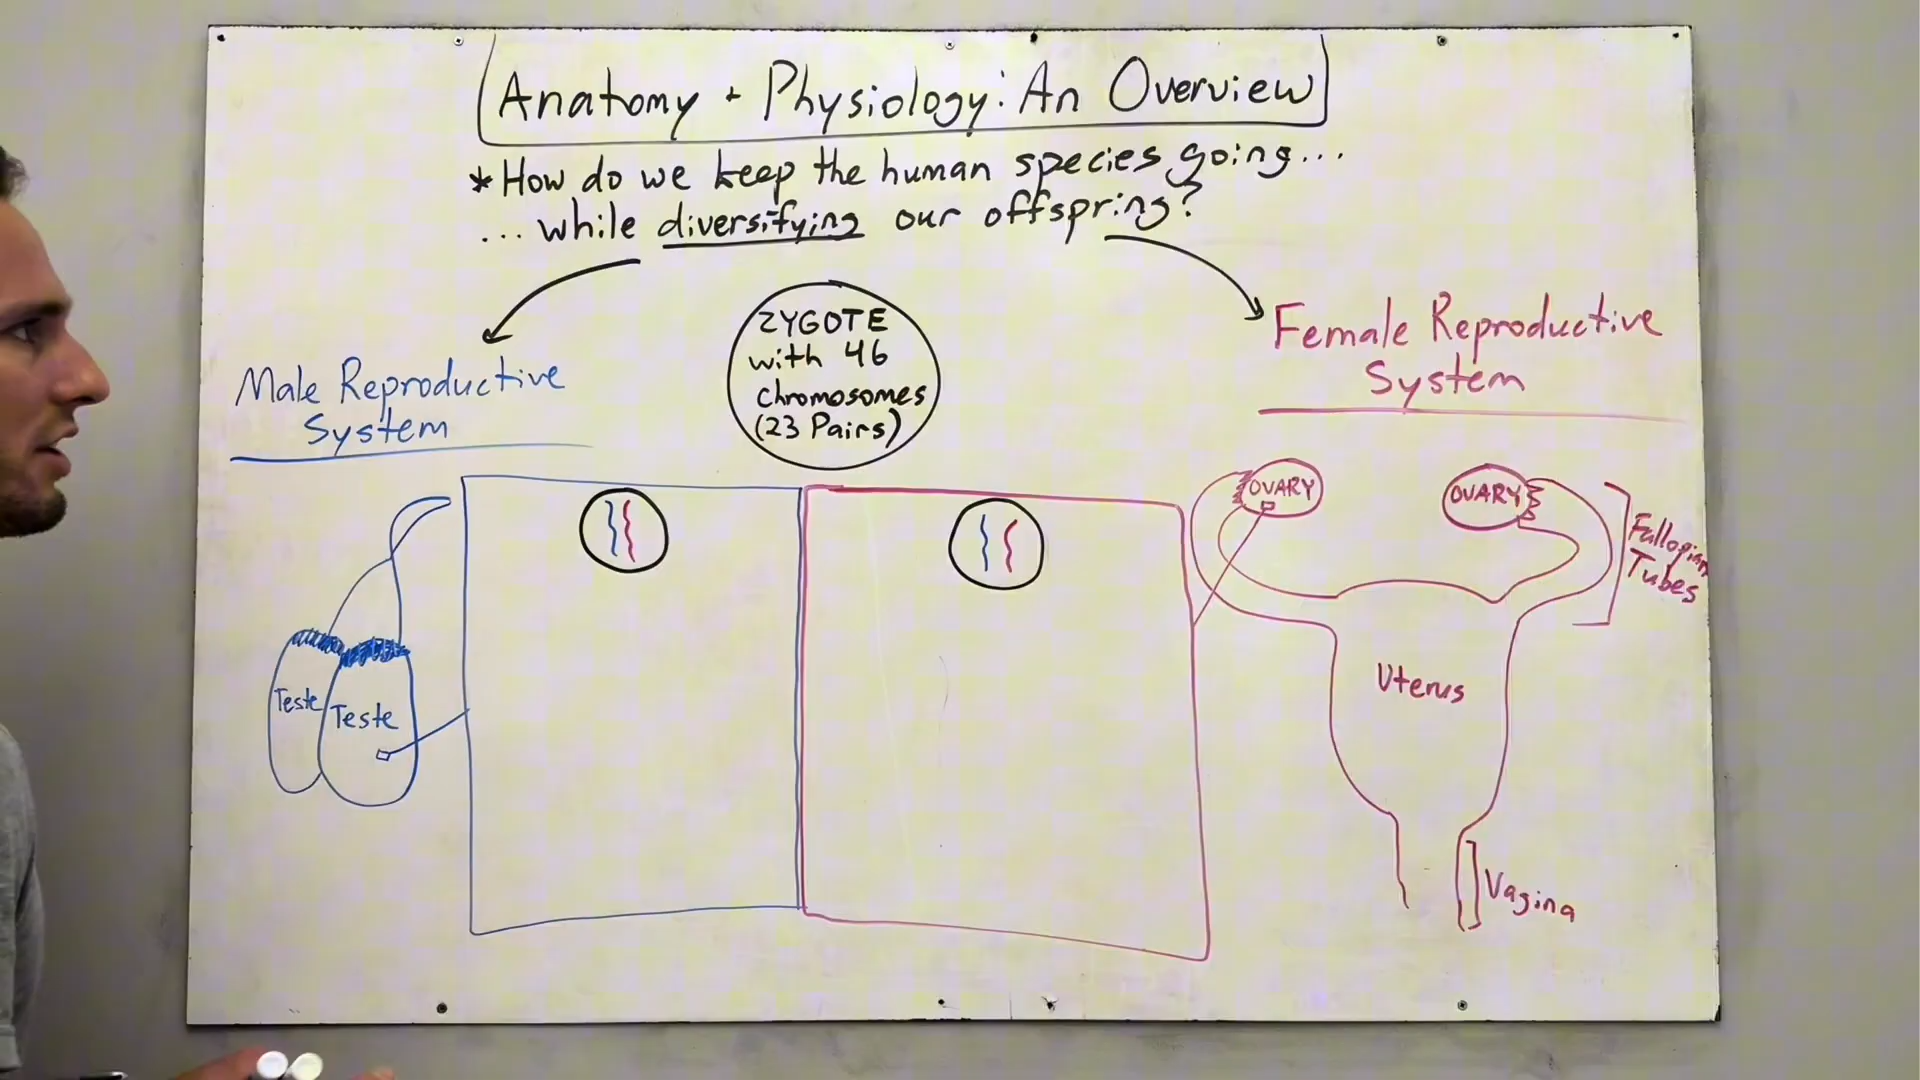 Anatomy + Physiology: An Overview
*How do we keep the human species going...
...while diversifying our offspring?
ZYGOTE
with 46
chromosomes
(23 Pairs)
Male Reproductive
System
Female Reproductive
System
Teste
Teste
OVARY
OVARY
Fallopian
Tubes
Uterus
Vagina